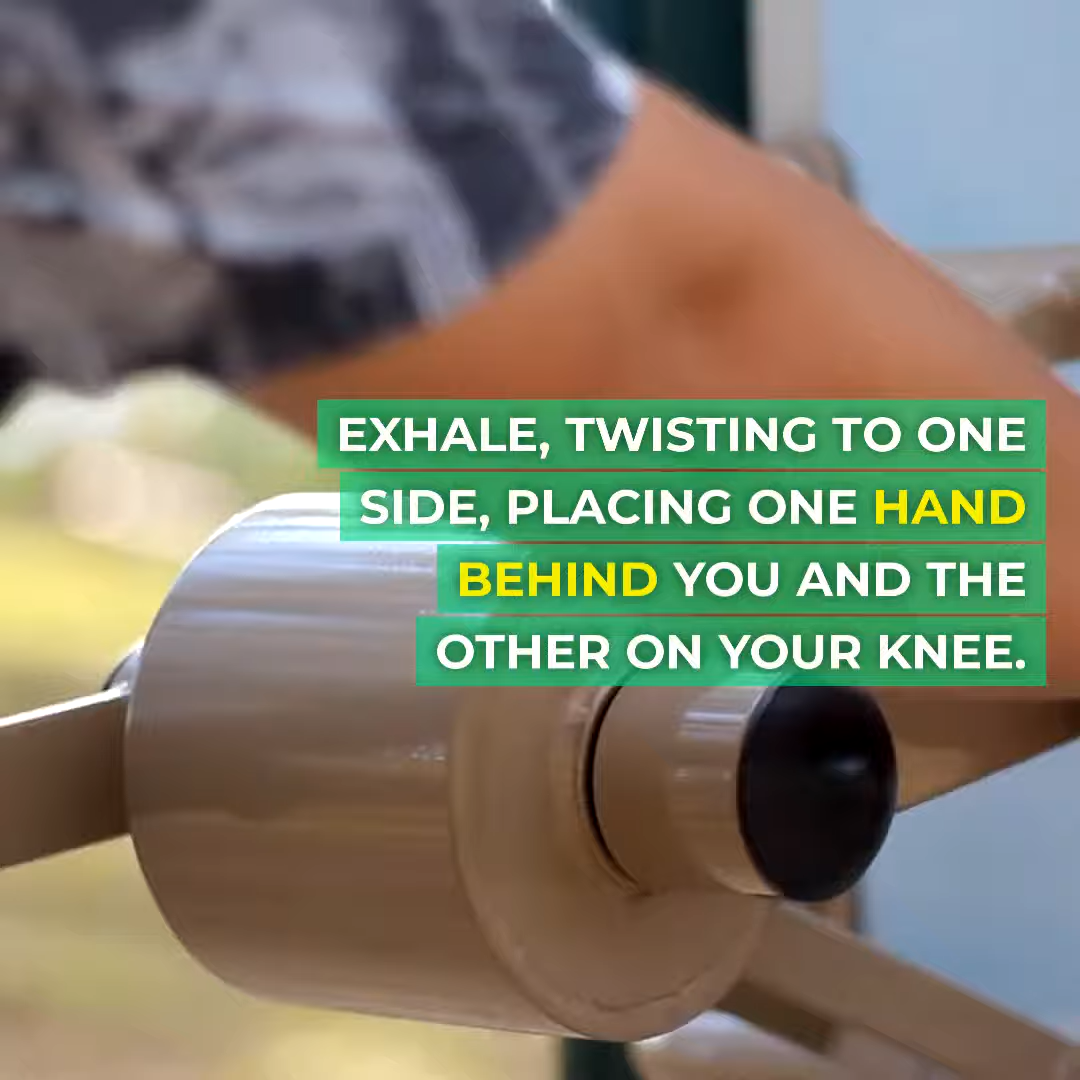 EXHALE, TWISTING TO ONE
SIDE, PLACING ONE HAND
BEHIND YOU AND THE
OTHER ON YOUR KNEE.